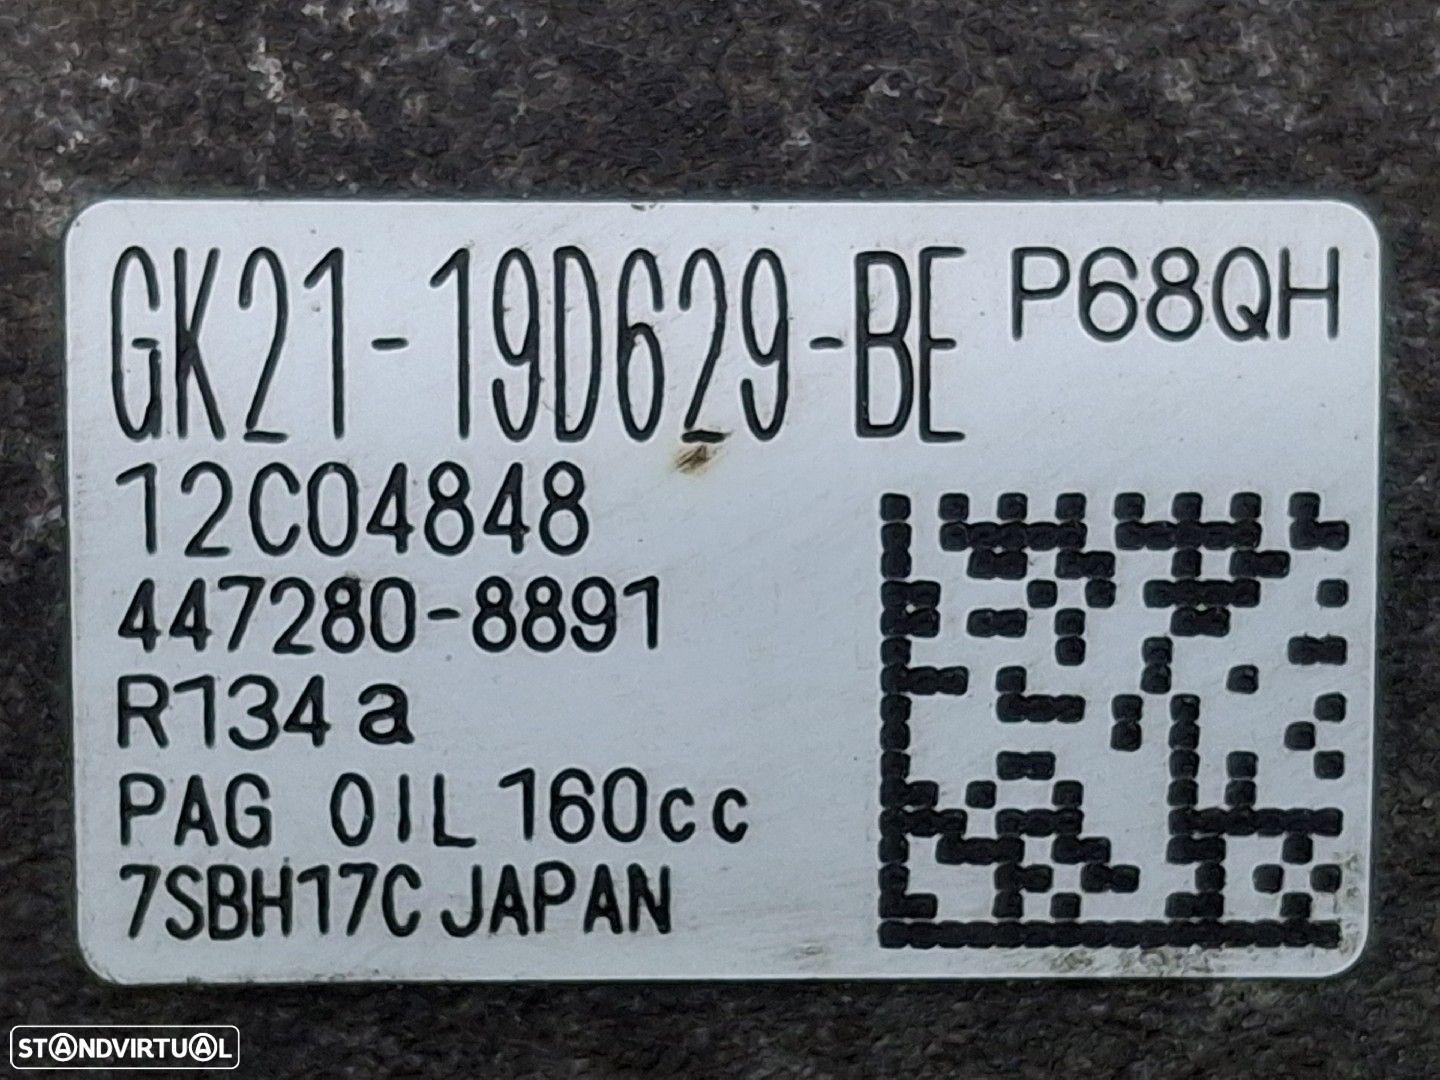 GK21-19D629-BE P68QH
12C04848
447280-8891
R134a
PAG OIL 160cc
7SBH17C JAPAN
STANDVIRTUAL